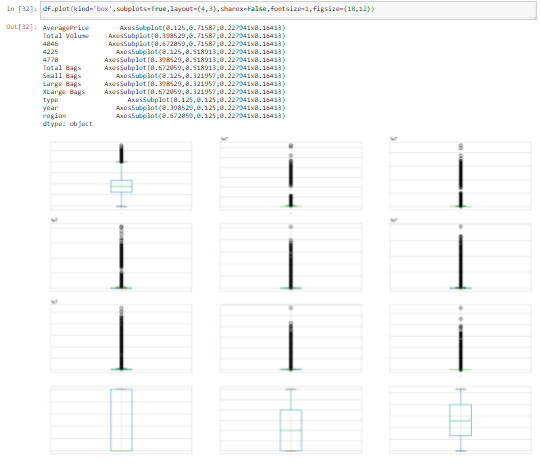 In [32]: df.plot(kind='box',subplots=True,layout=(4,3),sharex=False,fontsize=1,figsize=(18,12))
Out[32]: AveragePrice AxesSubplot(0.125,0.71587;0.227941x0.16413)
Total Volume AxesSubplot(0.398529,0.71587;0.227941x0.16413)
4046 AxesSubplot(0.672059,0.71587;0.227941x0.16413)
4225 AxesSubplot(0.125,0.518913;0.227941x0.16413)
4770 AxesSubplot(0.398529,0.518913;0.227941x0.16413)
Total Bags AxesSubplot(0.672059,0.518913;0.227941x0.16413)
Small Bags AxesSubplot(0.125,0.321957;0.227941x0.16413)
Large Bags AxesSubplot(0.398529,0.321957;0.227941x0.16413)
XLarge Bags AxesSubplot(0.672059,0.321957;0.227941x0.16413)
type AxesSubplot(0.125,0.125;0.227941x0.16413)
year AxesSubplot(0.398529,0.125;0.227941x0.16413)
region AxesSubplot(0.672059,0.125;0.227941x0.16413)
dtype: object